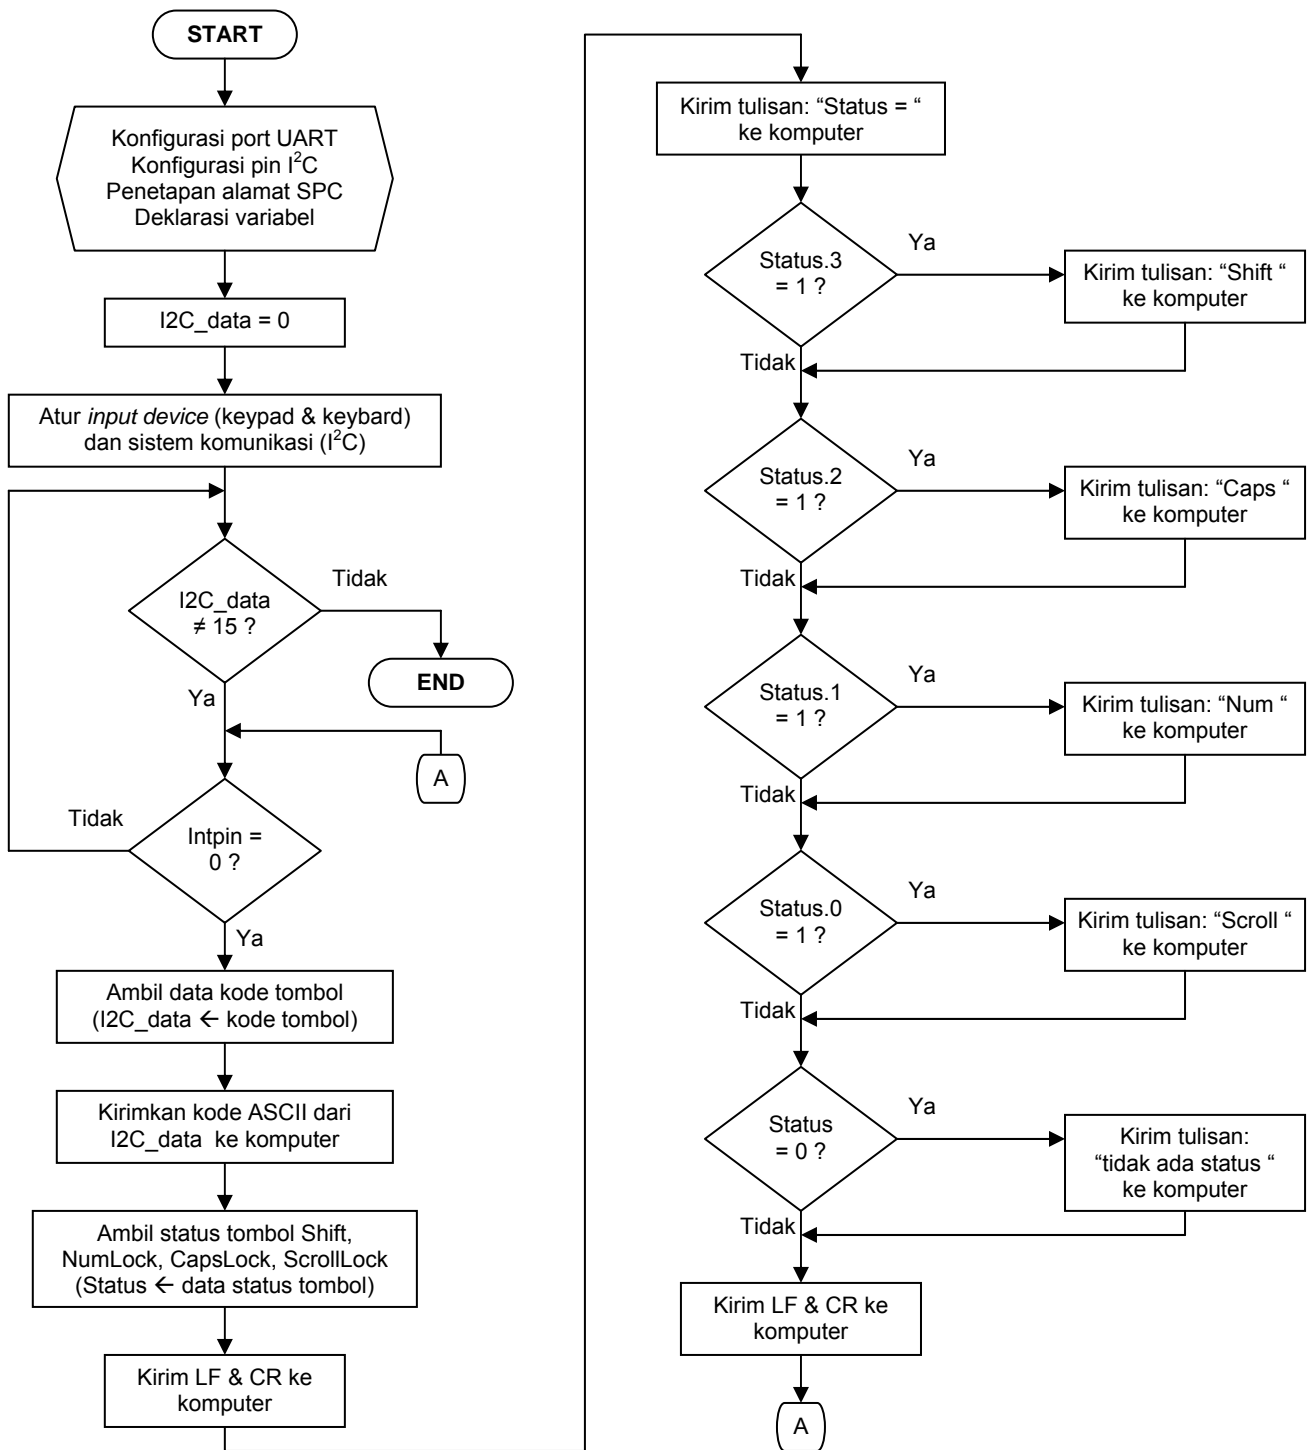 START
Konfigurasi port UART
Konfigurasi pin I²C
Penetapan alamat SPC
Deklarasi variabel
I2C_data = 0
Atur input device (keypad & keybard)
dan sistem komunikasi (I²C)
I2C_data
≠ 15 ?
Tidak
END
Ya
A
Intpin =
0 ?
Tidak
Ya
Ambil data kode tombol
(I2C_data ← kode tombol)
Kirimkan kode ASCII dari
I2C_data ke komputer
Ambil status tombol Shift,
NumLock, CapsLock, ScrollLock
(Status ← data status tombol)
Kirim LF & CR ke
komputer
Kirim tulisan: “Status = “
ke komputer
Status.3
= 1 ?
Ya
Kirim tulisan: “Shift “
ke komputer
Tidak
Status.2
= 1 ?
Ya
Kirim tulisan: “Caps “
ke komputer
Tidak
Status.1
= 1 ?
Ya
Kirim tulisan: “Num “
ke komputer
Tidak
Status.0
= 1 ?
Ya
Kirim tulisan: “Scroll “
ke komputer
Tidak
Status
= 0 ?
Ya
Kirim tulisan:
“tidak ada status “
ke komputer
Tidak
Kirim LF & CR ke
komputer
A